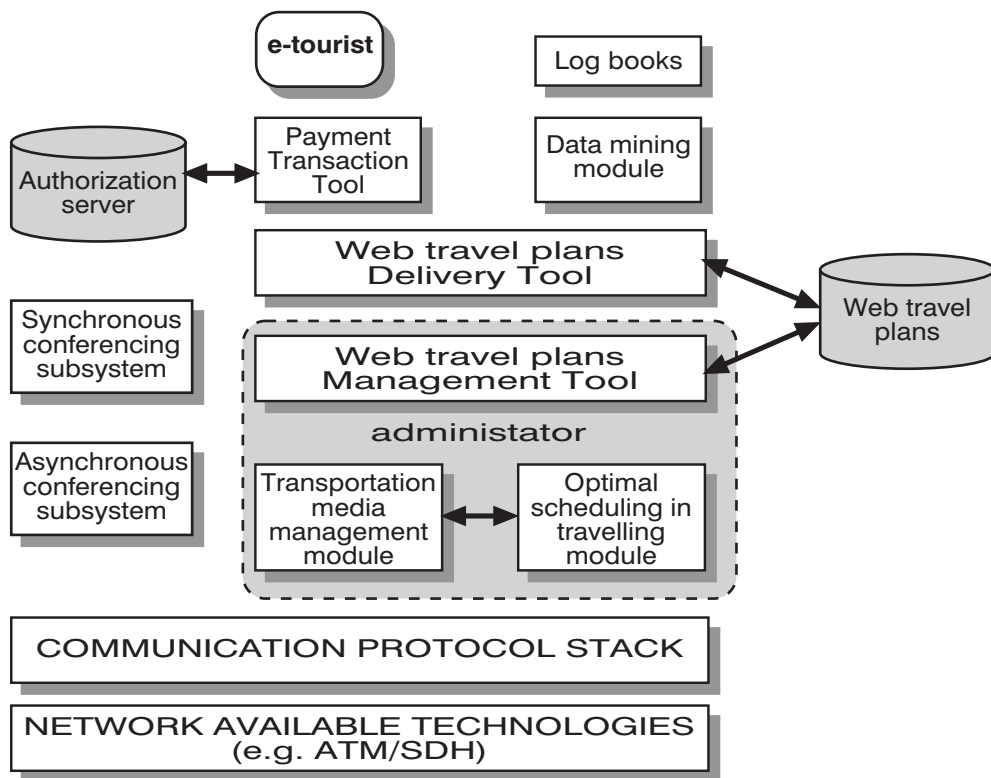 e-tourist
Log books
Authorization
server
Payment
Transaction
Tool
Data mining
module
Web travel plans
Delivery Tool
Web travel
plans
Synchronous
conferencing
subsystem
Web travel plans
Management Tool
administator
Asynchronous
conferencing
subsystem
Transportation
media
management
module
Optimal
scheduling in
travelling
module
COMMUNICATION PROTOCOL STACK
NETWORK AVAILABLE TECHNOLOGIES
(e.g. ATM/SDH)